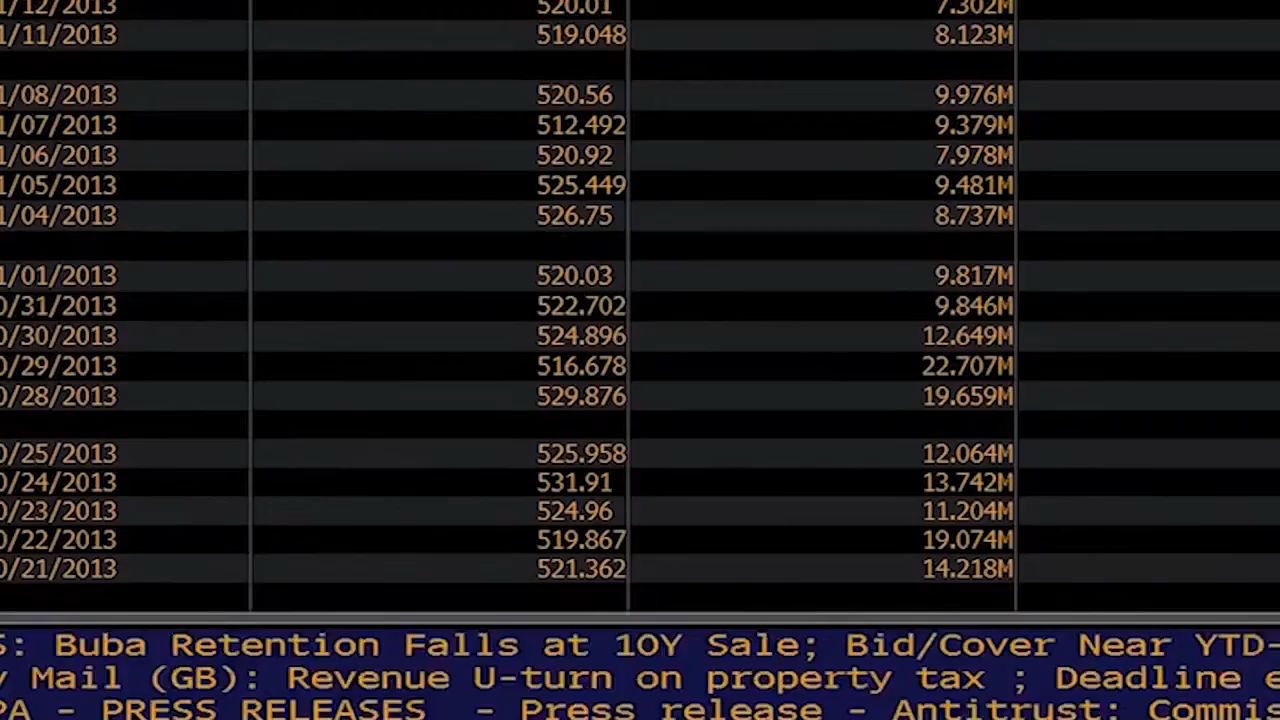 1/12/2013 520.01 7.302M
1/11/2013 519.048 8.123M
1/08/2013 520.56 9.976M
1/07/2013 512.492 9.379M
1/06/2013 520.92 7.978M
1/05/2013 525.449 9.481M
1/04/2013 526.75 8.737M
1/01/2013 520.03 9.817M
0/31/2013 522.702 9.846M
0/30/2013 524.896 12.649M
0/29/2013 516.678 22.707M
0/28/2013 529.876 19.659M
0/25/2013 525.958 12.064M
0/24/2013 531.91 13.742M
0/23/2013 524.96 11.204M
0/22/2013 519.867 19.074M
0/21/2013 521.362 14.218M
S: Buba Retention Falls at 10Y Sale; Bid/Cover Near YTD-
y Mail (GB): Revenue U-turn on property tax ; Deadline e
PA - PRESS RELEASES - Press release - Antitrust: Commis